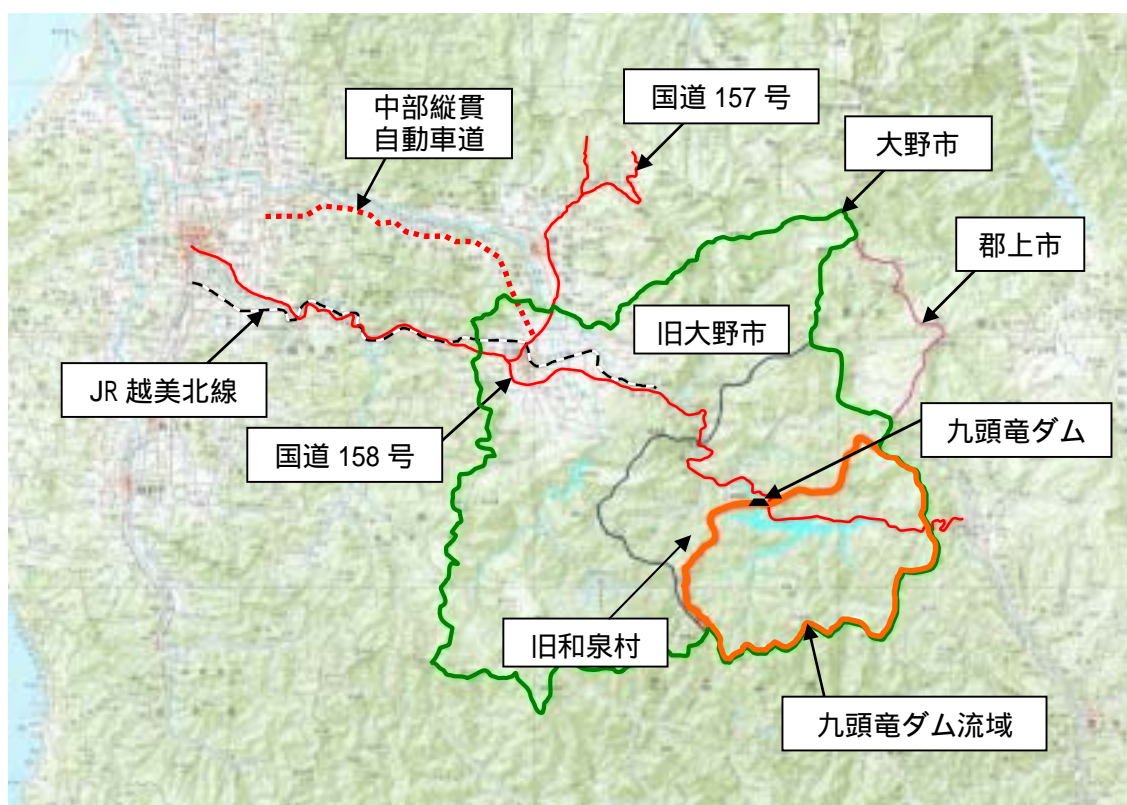 国道 157 号
中部縦貫
自動車道
大野市
郡上市
旧大野市
JR 越美北線
国道 158 号
九頭竜ダム
旧和泉村
九頭竜ダム流域